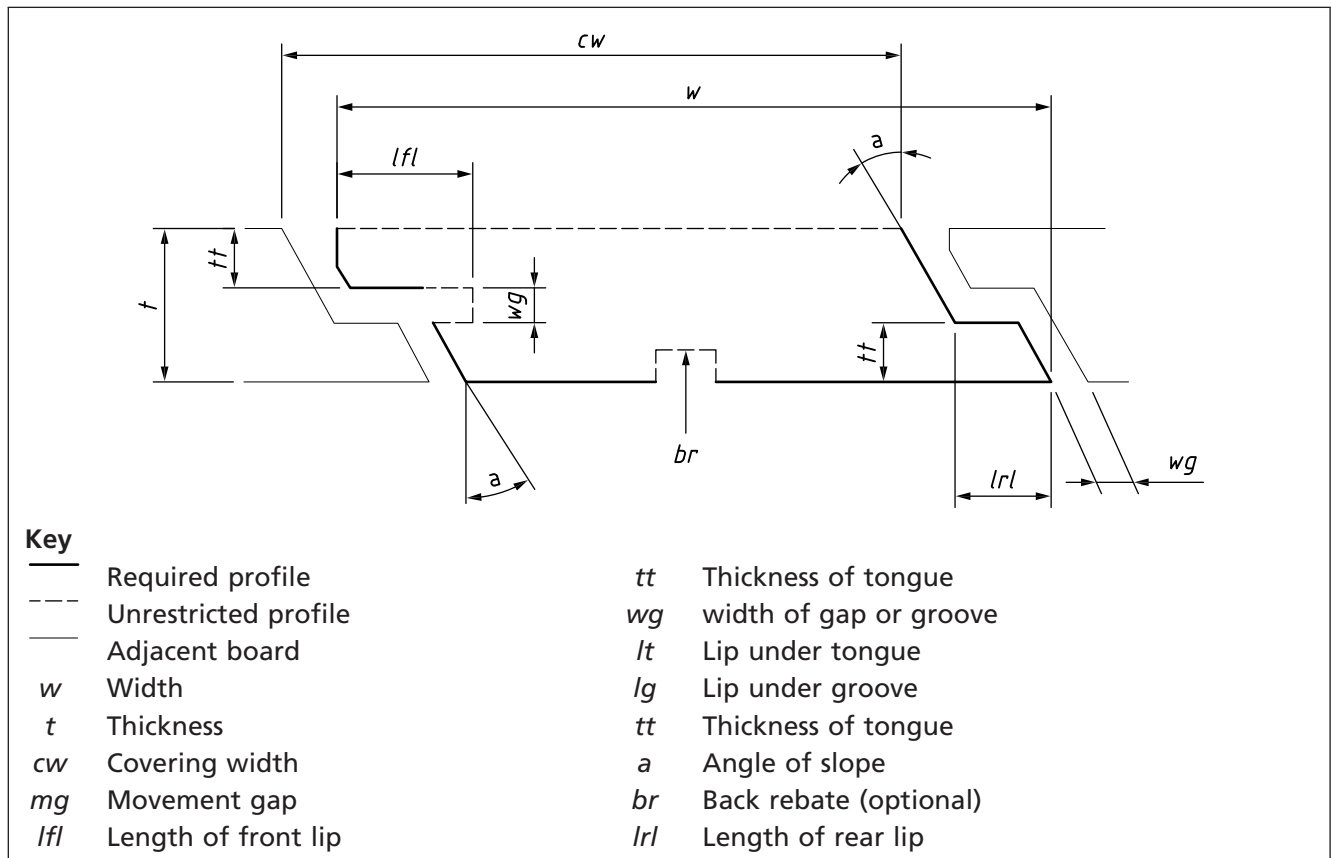 cw
w
a
lfl
tt
t
wg
tt
a
br
lrl
wg
Key
Required profile
Unrestricted profile
Adjacent board
w Width
t Thickness
cw Covering width
mg Movement gap
lfl Length of front lip
tt Thickness of tongue
wg width of gap or groove
lt Lip under tongue
lg Lip under groove
tt Thickness of tongue
a Angle of slope
br Back rebate (optional)
lrl Length of rear lip